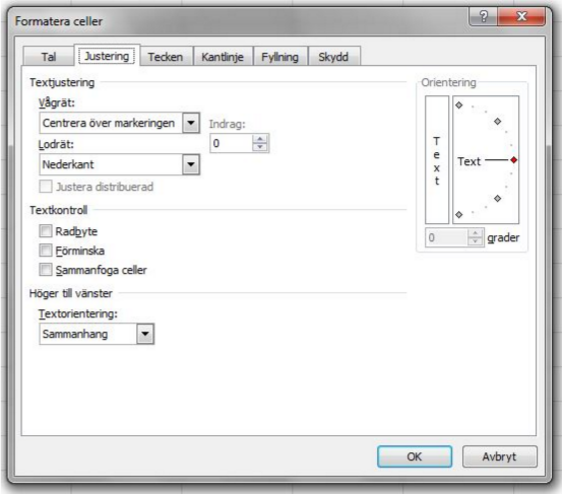 Formatera celler
Tal Justering Tecken Kantlinje Fyllning Skydd
Textjustering
Vågrät:
Centrera över markeringen
Indrag:
0
Lodrät:
Nederkant
Justera distribuerad
Textkontroll
Radbyte
Förminska
Sammanfoga celler
Höger till vänster
Textorientering:
Sammanhang
Orientering
Text
Text
0 grader
OK Avbryt